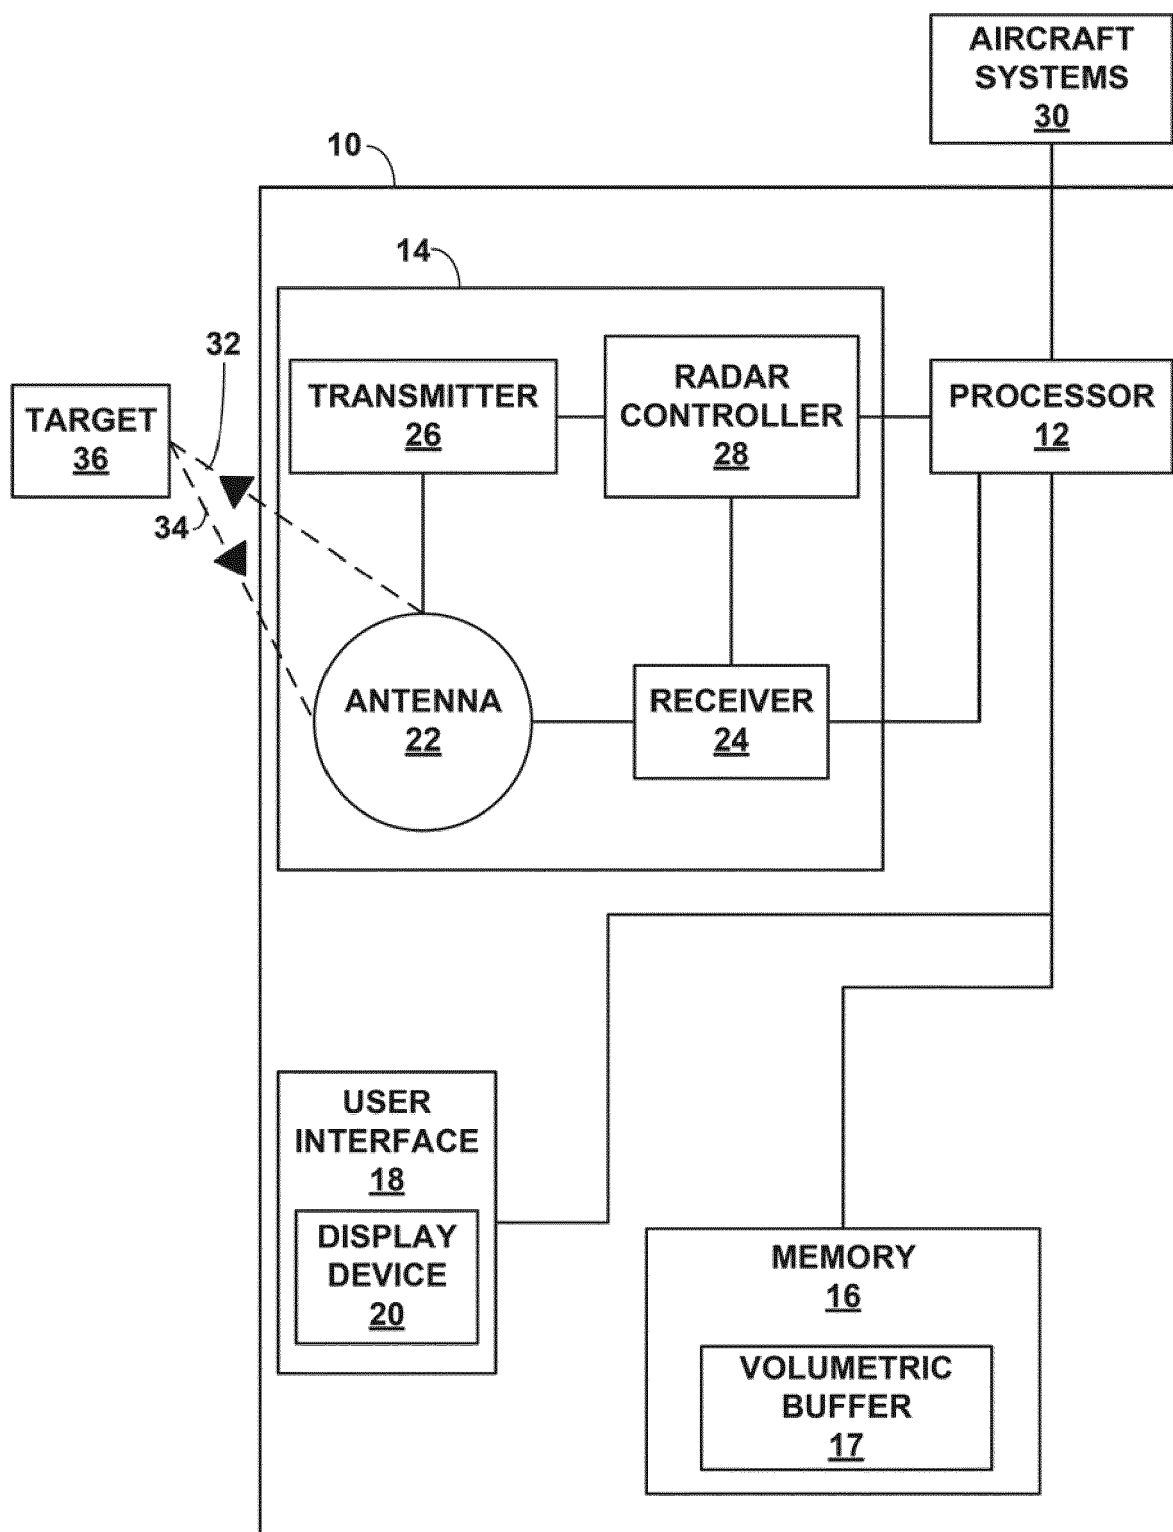 AIRCRAFT
SYSTEMS
30
10
14
32
TARGET
36
34
TRANSMITTER
26
RADAR
CONTROLLER
28
PROCESSOR
12
ANTENNA
22
RECEIVER
24
USER
INTERFACE
18
DISPLAY
DEVICE
20
MEMORY
16
VOLUMETRIC
BUFFER
17